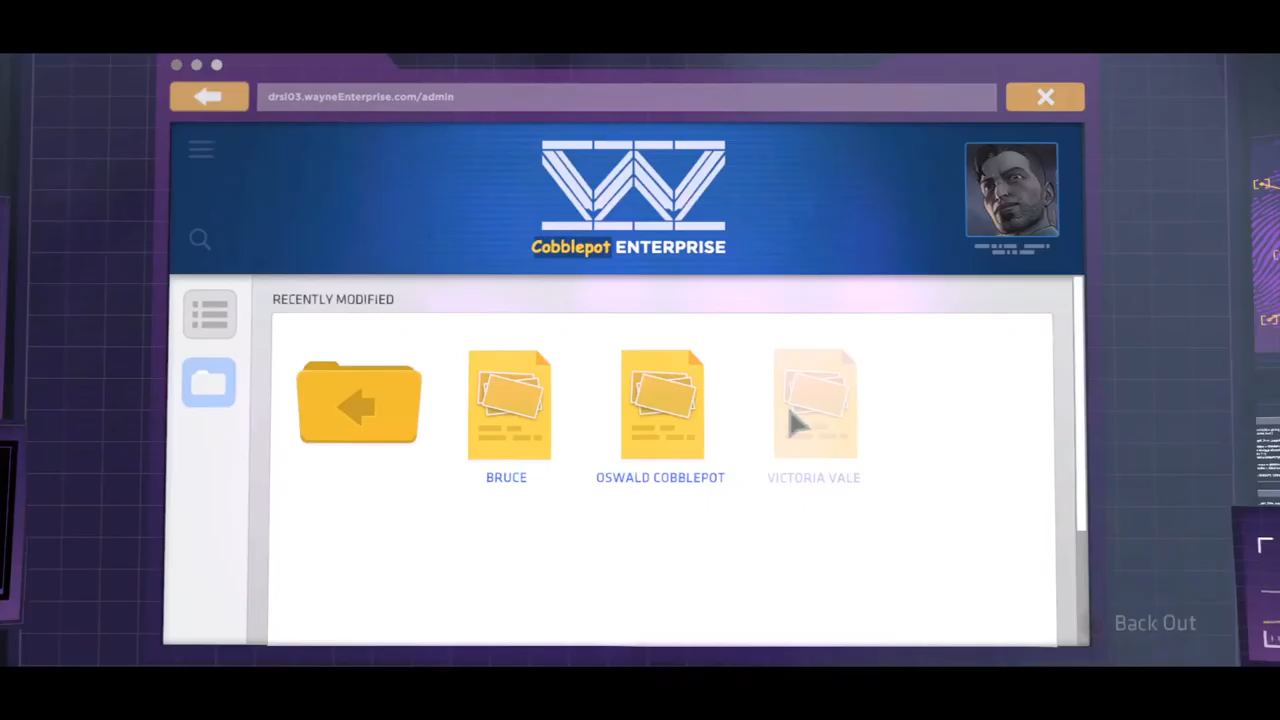 drsl03.wayneEnterprise.com/admin
Cobblepot ENTERPRISE
RECENTLY MODIFIED
BRUCE
OSWALD COBBLEPOT
VICTORIA VALE
Back Out